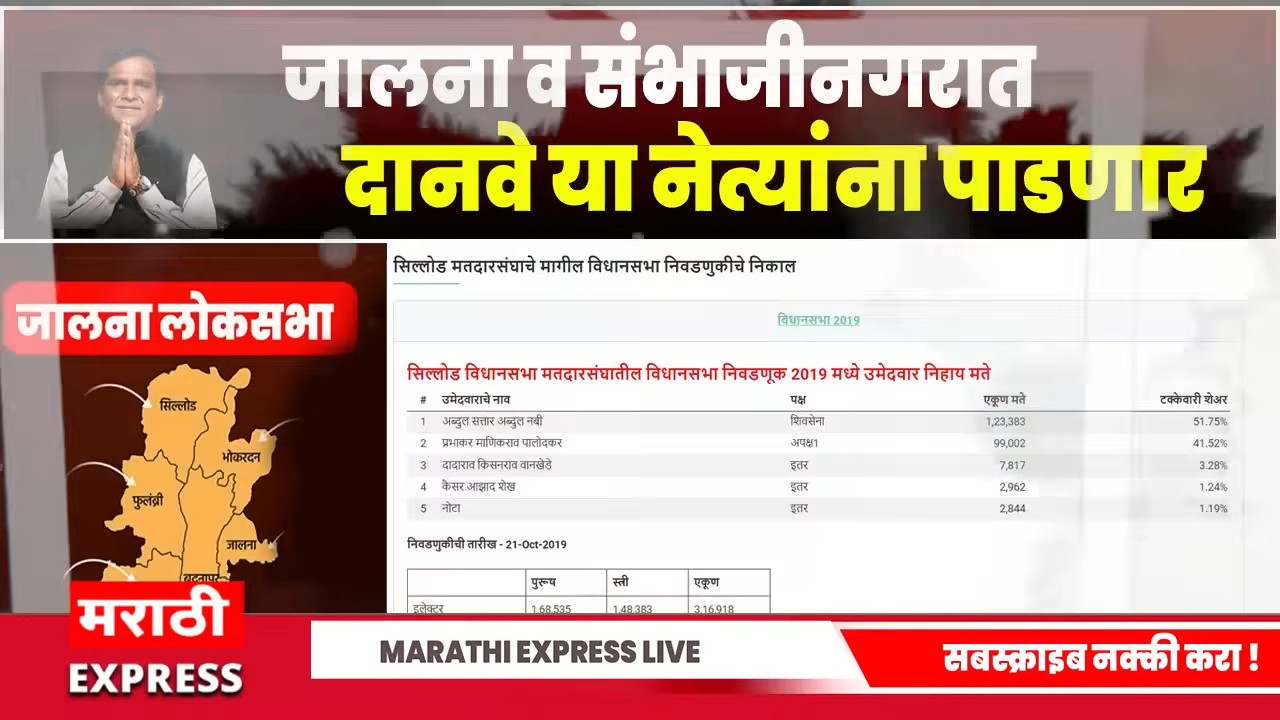 जालना व संभाजीनगरात
दानवे या नेत्यांना पाडणार
जालना लोकसभा
सिल्लोड
भोकरदन
फुलंब्री
जालना
बदनापूर
सिल्लोड मतदारसंघाचे मागील विधानसभा निवडणुकीचे निकाल
विधानसभा 2019
सिल्लोड विधानसभा मतदारसंघातील विधानसभा निवडणूक 2019 मध्ये उमेदवार निहाय मते
# उमेदवाराचे नाव पक्ष एकूण मते टक्केवारी शेअर
1 अब्दुल सत्तार अब्दुल नबी शिवसेना 1,23,383 51.75%
2 प्रभाकर माणिकराव पालोदकर अपक्ष1 99,002 41.52%
3 दादाराव किसनराव वानखेडे इतर 7,817 3.28%
4 कैसर आझाद शेख इतर 2,962 1.24%
5 नोटा इतर 2,844 1.19%
निवडणुकीची तारीख - 21-Oct-2019
पुरूष स्त्री एकूण
इलेक्टर 1,68,535 1,48,383 3,16,918
मराठी
EXPRESS
MARATHI EXPRESS LIVE
सबस्क्राइब नक्की करा !